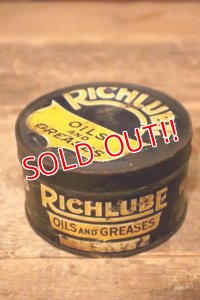 RICHLUBE
OILS
AND
GREASES
SOLD OUT!!
RICHLUBE
OILS AND GREASES